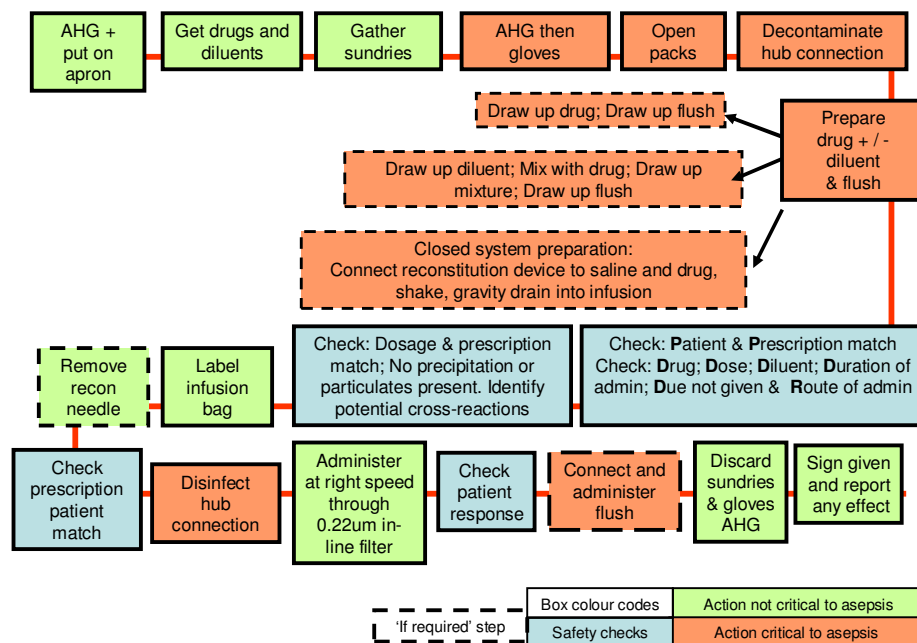 AHG +
put on
apron
Get drugs and
diluents
Gather
sundries
AHG then
gloves
Open
packs
Decontaminate
hub connection
Draw up drug; Draw up flush
Prepare
drug + / -
diluent
& flush
Draw up diluent; Mix with drug; Draw up
mixture; Draw up flush
Closed system preparation:
Connect reconstitution device to saline and drug,
shake, gravity drain into infusion
Remove
recon
needle
Label
infusion
bag
Check: Dosage & prescription
match; No precipitation or
particulates present. Identify
potential cross-reactions
Check: Patient & Prescription match
Check: Drug; Dose; Diluent; Duration of
admin; Due not given & Route of admin
Check
prescription
patient
match
Disinfect
hub
connection
Administer
at right speed
through
0.22um in-
line filter
Check
patient
response
Connect and
administer
flush
Discard
sundries
& gloves
AHG
Sign given
and report
any effect
'If required' step
Box colour codes
Action not critical to asepsis
Safety checks
Action critical to asepsis